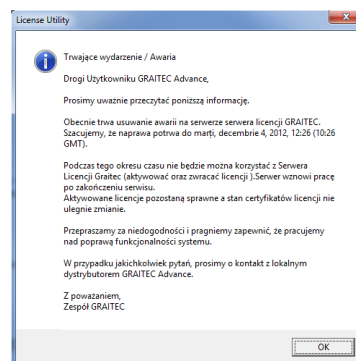 License Utility
Trwające wydarzenie / Awaria
Drogi Użytkowniku GRAITEC Advance,
Prosimy uważnie przeczytać poniższą informację.
Obecnie trwa usuwanie awarii na serwerze serwera licencji GRAITEC.
Szacujemy, że naprawa potrwa do marţi, decembrie 4, 2012, 12:26 (10:26
GMT).
Podczas tego okresu czasu nie będzie można korzystać z Serwera
Licencji Graitec (aktywować oraz zwracać licencji ).Serwer wznowi pracę
po zakończeniu serwisu.
Aktywowane licencje pozostaną sprawne a stan certyfikatów licencji nie
ulegnie zmianie.
Przepraszamy za niedogodności i pragniemy zapewnić, że pracujemy
nad poprawą funkcjonalności systemu.
W przypadku jakichkolwiek pytań, prosimy o kontakt z lokalnym
dystrybutorem GRAITEC Advance.
Z poważaniem,
Zespół GRAITEC
OK